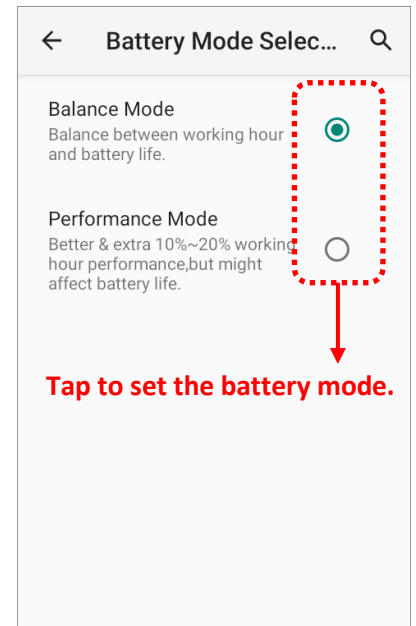 Battery Mode Selec...
Balance Mode
Balance between working hour
and battery life.
Performance Mode
Better & extra 10%~20% working
hour performance,but might
affect battery life.
Tap to set the battery mode.